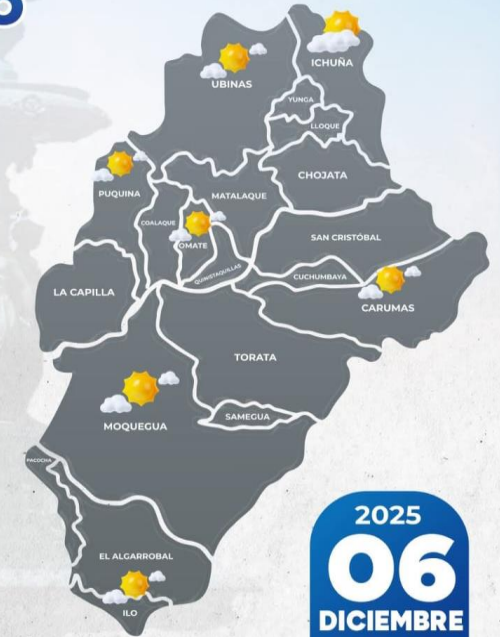 ICHUÑA
UBINAS
YUNGA
LLOQUE
CHOJATA
PUQUINA
MATALAQUE
COALAQUE
OMATE
SAN CRISTÓBAL
QUINISTAQUILLAS
CUCHUMBAYA
LA CAPILLA
CARUMAS
TORATA
SAMEGUA
MOQUEGUA
PACOCHA
EL ALGARROBAL
ILO
2025
06
DICIEMBRE